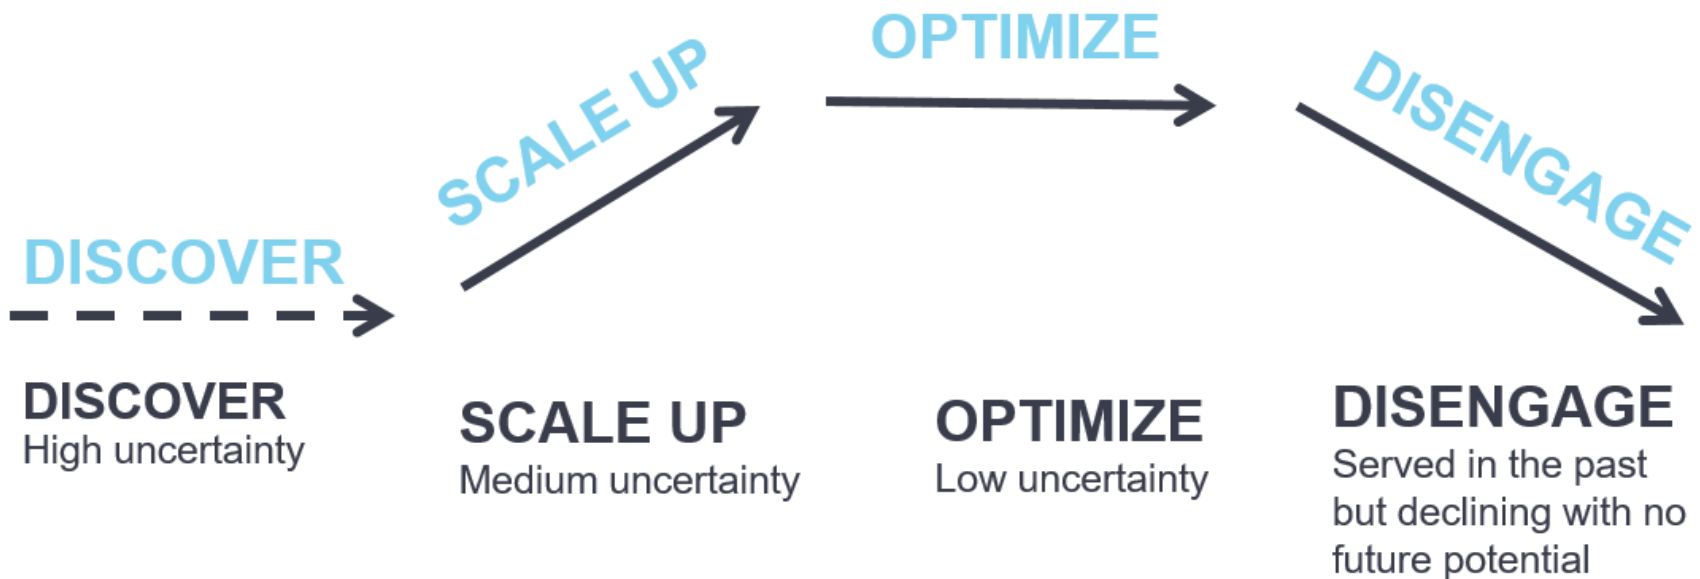 DISCOVER
SCALE UP
OPTIMIZE
DISENGAGE
DISCOVER
High uncertainty
SCALE UP
Medium uncertainty
OPTIMIZE
Low uncertainty
DISENGAGE
Served in the past
but declining with no
future potential